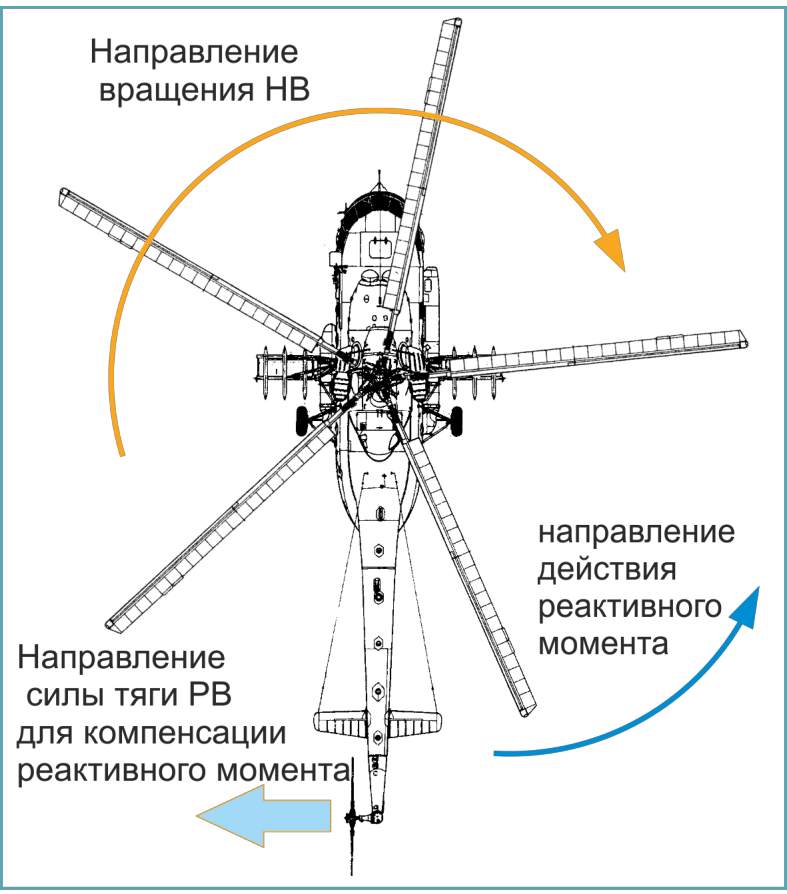 Направление
вращения НВ
направление
действия
реактивного
момента
Направление
силы тяги РВ
для компенсации
реактивного момента